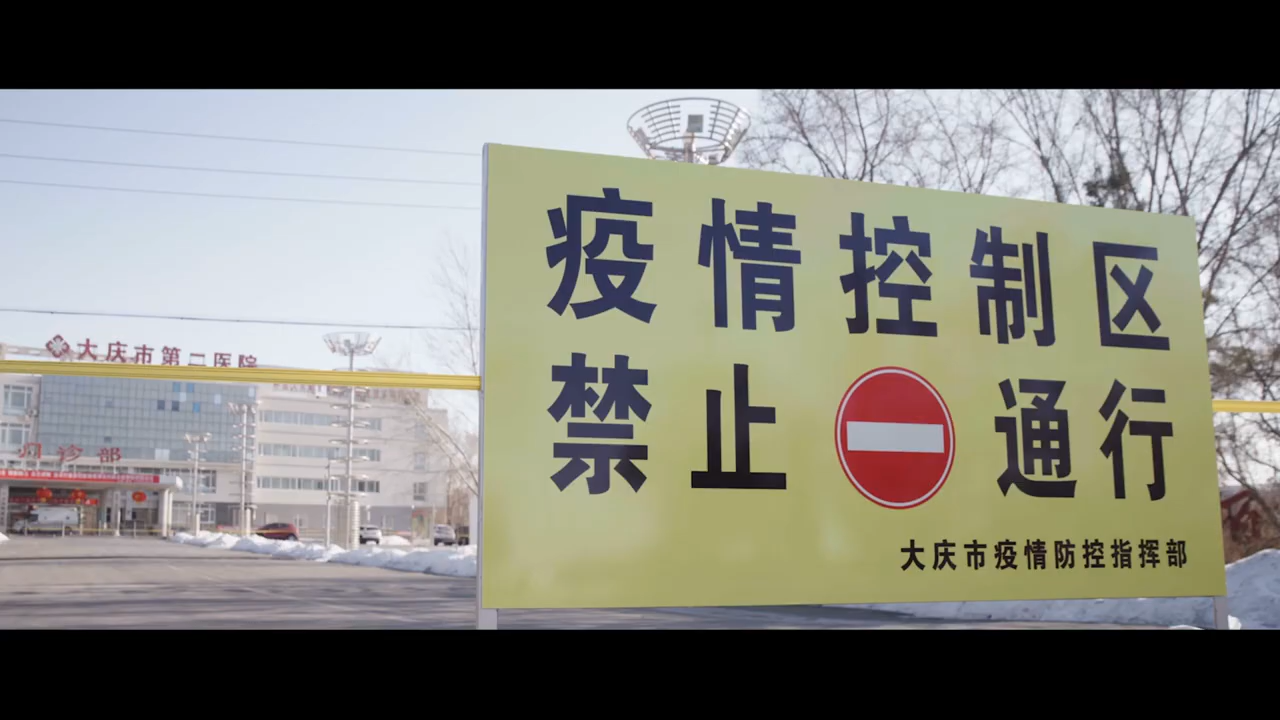 疫情控制区
禁止通行
大庆市疫情防控指挥部
大庆市第二医院
门诊部